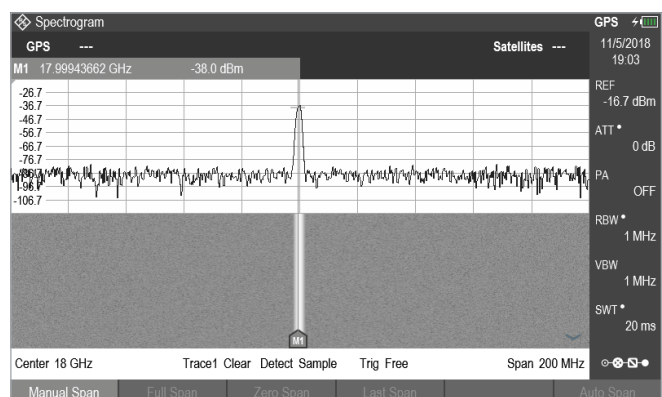 Spectrogram
GPS
GPS ---
Satellites ---
11/5/2018
19:03
M1 17.99943662 GHz -38.0 dBm
-26.7
-36.7
-46.7
-56.7
-66.7
-76.7
-106.7
REF
-16.7 dBm
ATT
0 dB
PA
OFF
RBW
1 MHz
VBW
1 MHz
SWT
20 ms
M1
Center 18 GHz Trace1 Clear Detect Sample Trig Free Span 200 MHz
Manual Span Full Span Zero Span Last Span Auto Span